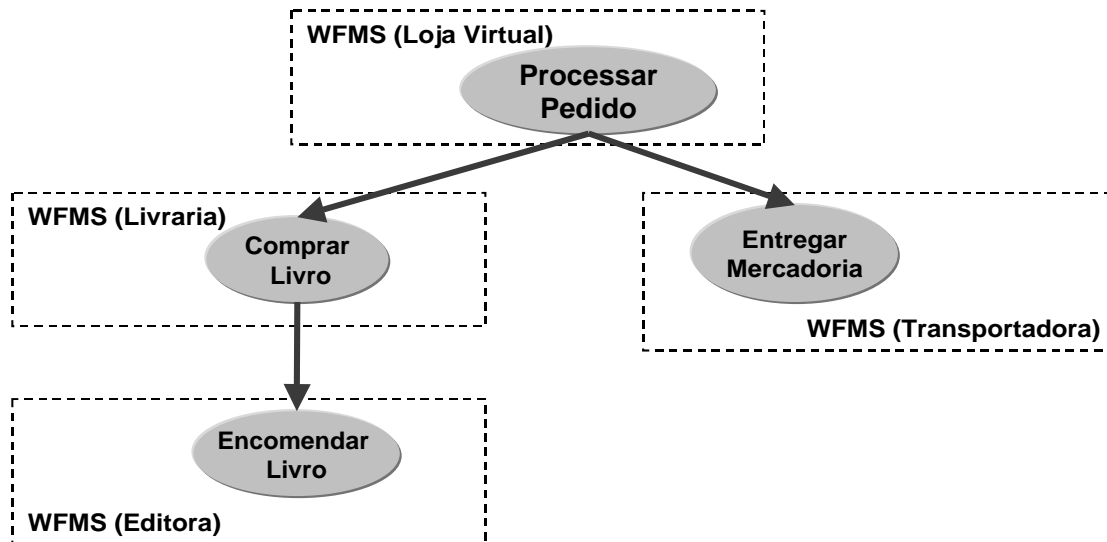 WFMS (Loja Virtual)
Processar
Pedido
WFMS (Livraria)
Comprar
Livro
Entregar
Mercadoria
WFMS (Transportadora)
Encomendar
Livro
WFMS (Editora)